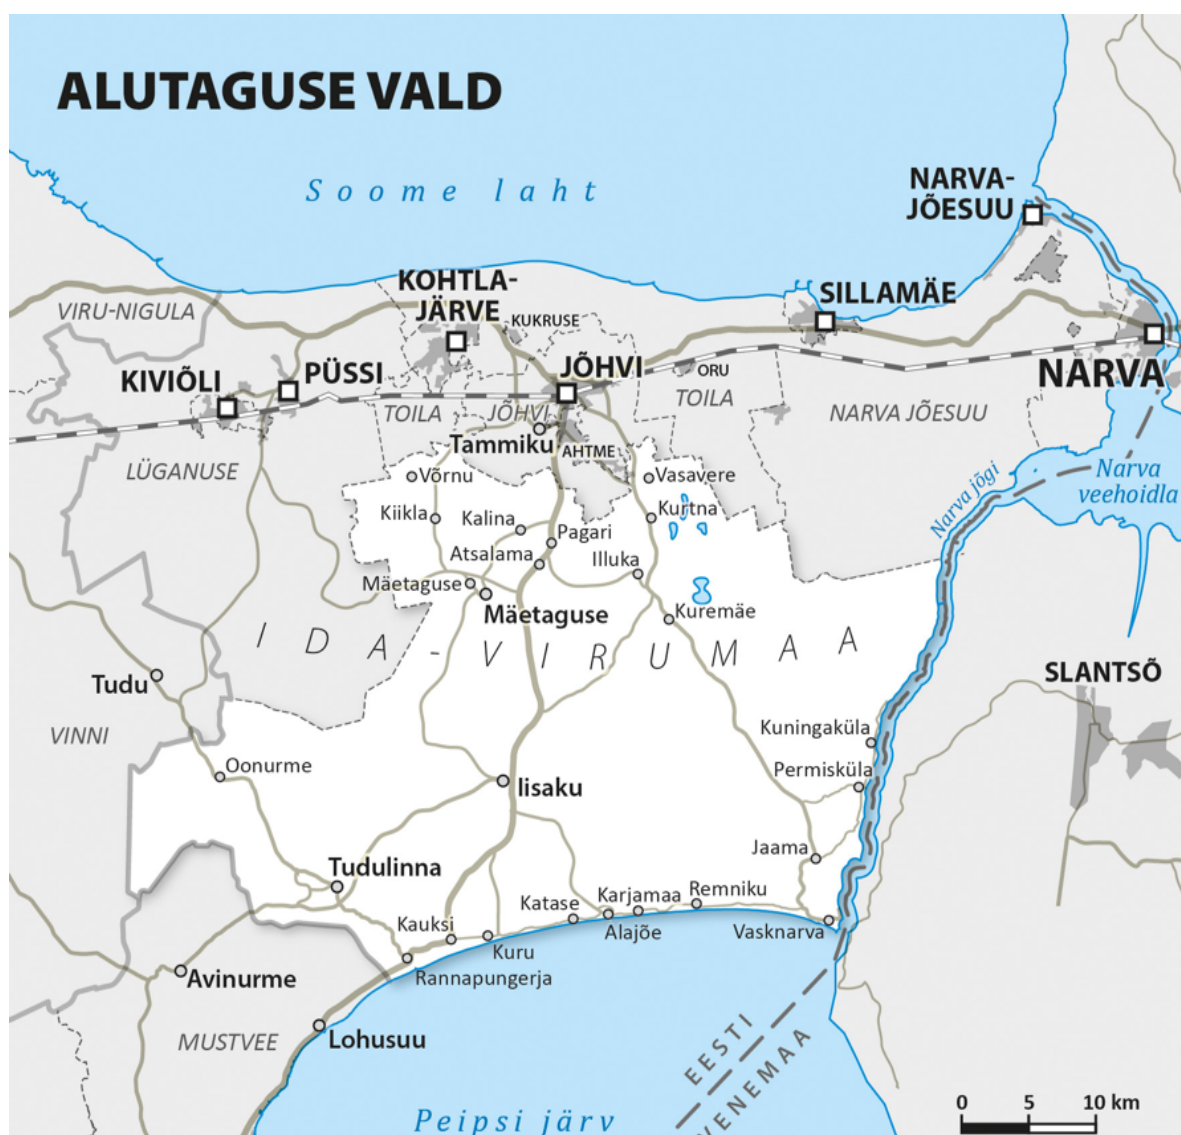 ALUTAGUSE VALD
Soome laht
NARVA-
JÕESUU
KOHTLA-
JÄRVE
SILLAMÄE
VIRU-NIGULA
KUKRUSE
KIVIÕLI
PÜSSI
JÕHVI
ORU
NARVA
TOILA
JÕHVI
TOILA
NARVA JÕESUU
Tammiku
AHTME
LÜGANUSE
Võrnu
Vasavere
Narva
veehoidla
Narva jõgi
Kiikla
Kalina
Kurtna
Pagari
Atsalama
Illuka
Mäetaguse
Mäetaguse
Kuremäe
IDA-VIRUMAA
SLANTSÕ
Tudu
VINNI
Kuningaküla
Oonurme
Permisküla
Iisaku
Jaama
Tudulinna
Katase
Karjamaa
Remniku
Kauksi
Alajõe
Vasknarva
Kuru
Avinurme
Rannapungerja
MUSTVEE
Lohusuu
EESTI
VENEMAA
Peipsi järv
0 5 10 km